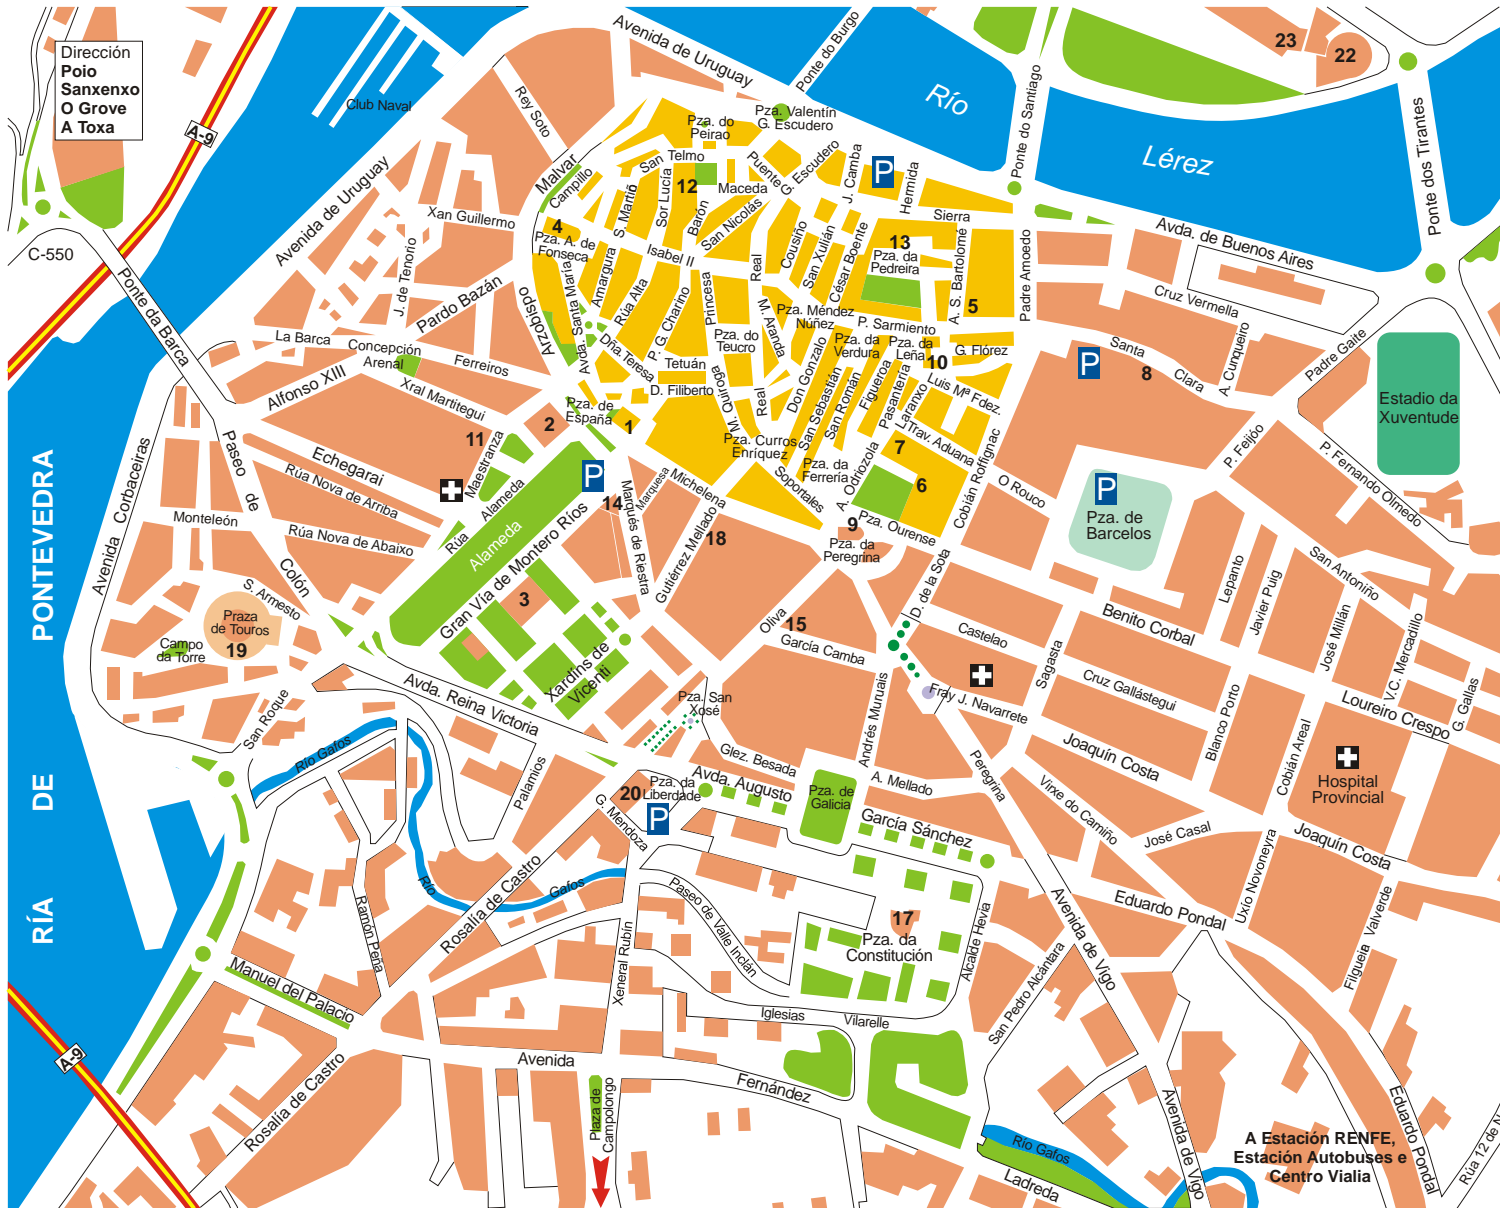 Dirección
Poio
Sanxenxo
O Grove
A Toxa
A-9
C-550
Club Naval
Avenida de Uruguay
Ponte do Burgo
Río
Lérez
Ponte do Santiago
23
22
Ponte dos Tirantes
Rey Soto
Avenida de Uruguay
Pza. do
Peirao
Pza. Valentín
G. Escudero
P
Malvar
Campillo
San Telmo
Puente
G. Escudero
J. Camba
Hermida
Sierra
12
Maceda
Sor Lucía
S. Martiño
Barón
San Nicolás
Xan Guillermo
4
Pza. A. de
Fonseca
Isabel II
Real
Cousiño
San Xulián
César Boente
13
Pza. da
Pedreira
A. S. Bartolomé
Padre Amoedo
Avda. de Buenos Aires
Cruz Vermella
Ponte da Barca
J. de Tenorio
Pardo Bazán
Arzobispo
Avda. Santa María
Amargura
Rúa Alta
P. G. Charino
Princesa
M. Aranda
Pza. Méndez
Núñez
5
P. Sarmiento
La Barca
Concepción
Arenal
Ferreiros
Alfonso XIII
Xral Martitegui
Dña Teresa
Tetuán
D. Filiberto
Pza. do
Teucro
M. Quiroga
Real
Don Gonzalo
Pza. da
Verdura
Pza. da
Leña
10
G. Flórez
Luis Mª Fdez.
Santa
Clara
8
P
A. Cunqueiro
Padre Gaite
Estadio da
Xuventude
San Sebastián
San Román
Figueroa
Pasantería
Laranxo
Trav. Aduana
Pza. de
España
1
2
11
Maestranza
Pza. Curros
Enríquez
Pza. da
Ferrería
Soportales
A. Odriozola
7
6
Cobián Roffignac
O Rouco
P. Feijóo
P. Fernando Olmedo
Avenida Corbaceiras
Paseo de Colón
Echegarai
Rúa Nova de Arriba
Rúa Nova de Abaixo
Monteleón
Rúa Alameda
Alameda
P
14
Marquesa
Michelena
Marqués de Riestra
Gutiérrez Mellado
18
9
Pza. da
Peregrina
Pza. Ourense
P
Pza. de
Barcelos
RÍA DE PONTEVEDRA
Gran Vía de Montero Ríos
3
S. Armesto
Praza
de Touros
19
Campo
da Torre
Oliva
15
García Camba
D. de la Sota
Castelao
Benito Corbal
Lepanto
Javier Puig
San Antoniño
José Millán
V.C. Mercadillo
G. Gallas
Loureiro Crespo
San Roque
Avda. Reina Victoria
Xardíns de
Vicenti
Pza. San
Xosé
Andrés Muruais
Fray J. Navarrete
Sagasta
Cruz Gallástegui
Blanco Porto
Cobián Areal
Joaquín Costa
Hospital
Provincial
Río Gafos
Palamios
Glez. Besada
Avda. Augusto
García Sánchez
20
Pza. da
Liberdade
P
G. Mendoza
Pza. de
Galicia
A. Mellado
Peregrina
Virxe do Camiño
José Casal
Joaquín Costa
Uxío Novoneyra
Filgueira Valverde
Eduardo Pondal
Río
Gafos
Rosalía de Castro
Ramón Peña
Paseo de Valle Inclán
Xeneral Rubín
17
Pza. da
Constitución
Alcalde Hevia
San Pedro Alcántara
Avenida de Vigo
Manuel del Palacio
Iglesias
Vilarelle
Avenida
Fernández
Ladreda
Plaza de
Campolongo
Rosalía de Castro
A-9
Río Gafos
Avenida de Vigo
A Estación RENFE,
Estación Autobuses e
Centro Vialia
Eduardo Pondal
Rúa 12 de N